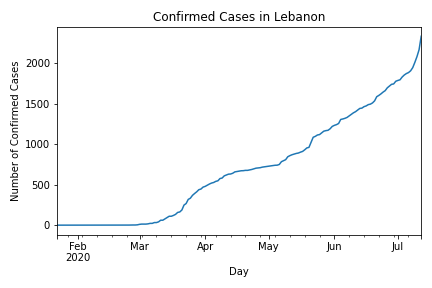 Confirmed Cases in Lebanon
Number of Confirmed Cases
2000
1500
1000
500
0
Feb
2020
Mar
Apr
May
Jun
Jul
Day